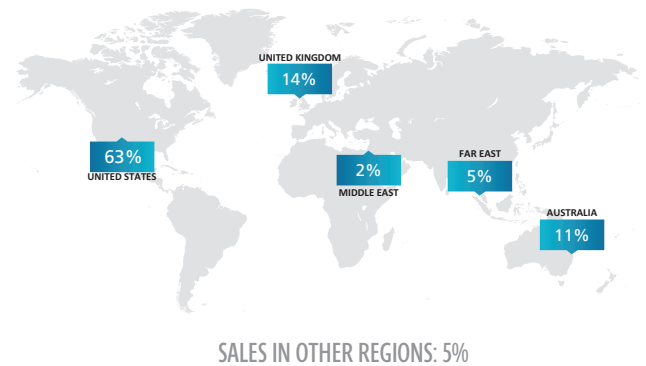 UNITED KINGDOM
14%
63%
UNITED STATES
2%
MIDDLE EAST
FAR EAST
5%
AUSTRALIA
11%
SALES IN OTHER REGIONS: 5%